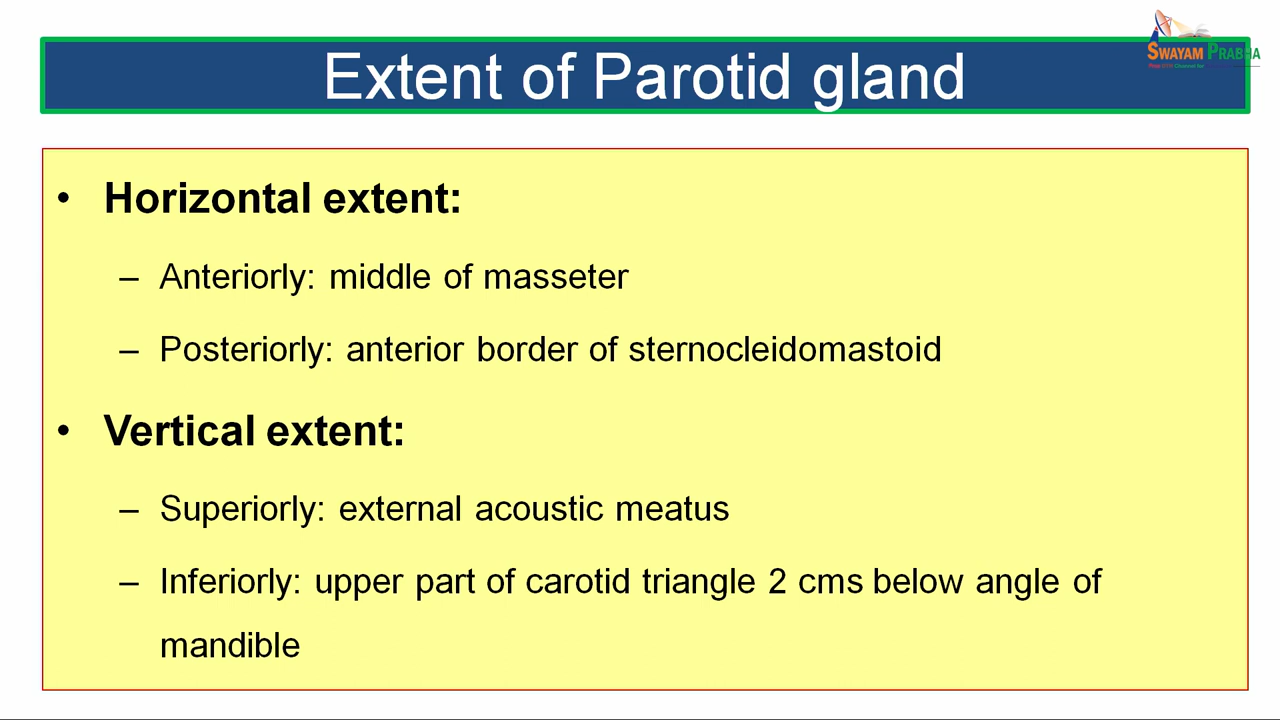 SWAYAM PRABHA
Extent of Parotid gland
• Horizontal extent:
– Anteriorly: middle of masseter
– Posteriorly: anterior border of sternocleidomastoid
• Vertical extent:
– Superiorly: external acoustic meatus
– Inferiorly: upper part of carotid triangle 2 cms below angle of
mandible